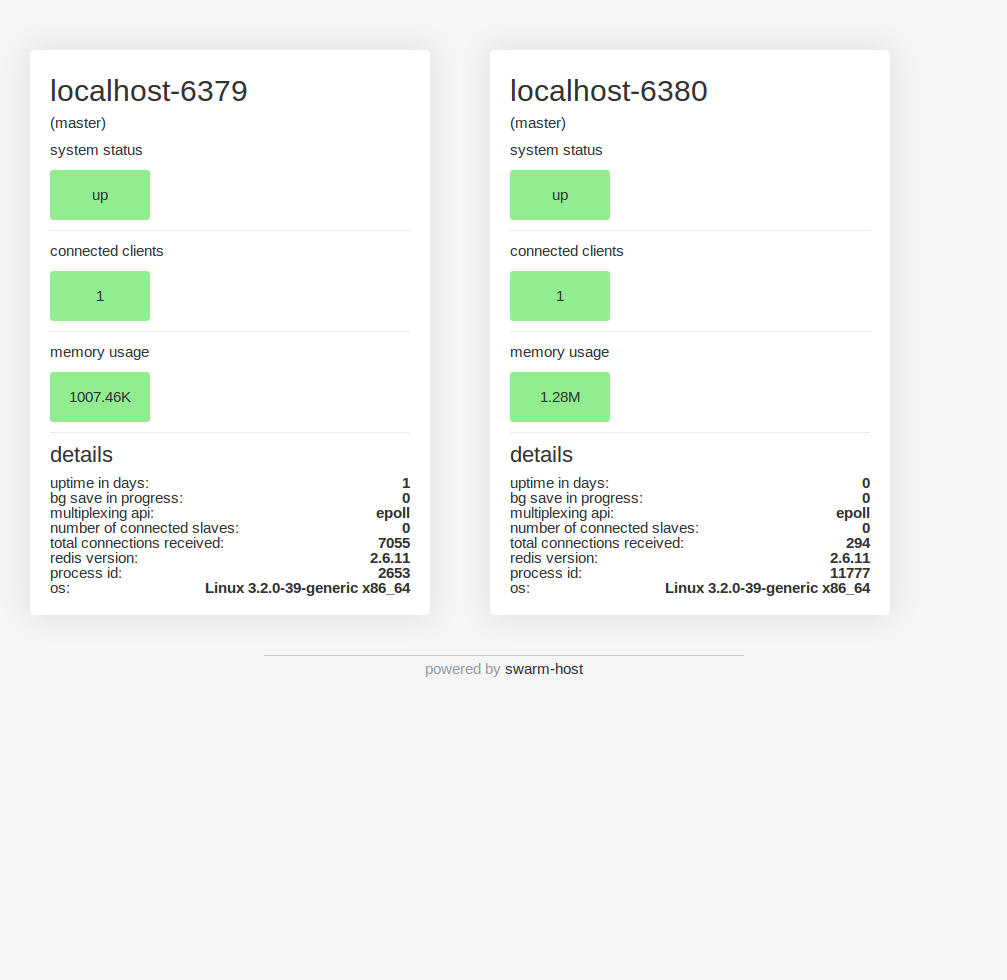 localhost-6379
(master)
system status
up
connected clients
1
memory usage
1007.46K
details
uptime in days: 1
bg save in progress: 0
multiplexing api: epoll
number of connected slaves: 0
total connections received: 7055
redis version: 2.6.11
process id: 2653
os: Linux 3.2.0-39-generic x86_64
localhost-6380
(master)
system status
up
connected clients
1
memory usage
1.28M
details
uptime in days: 0
bg save in progress: 0
multiplexing api: epoll
number of connected slaves: 0
total connections received: 294
redis version: 2.6.11
process id: 11777
os: Linux 3.2.0-39-generic x86_64
powered by swarm-host